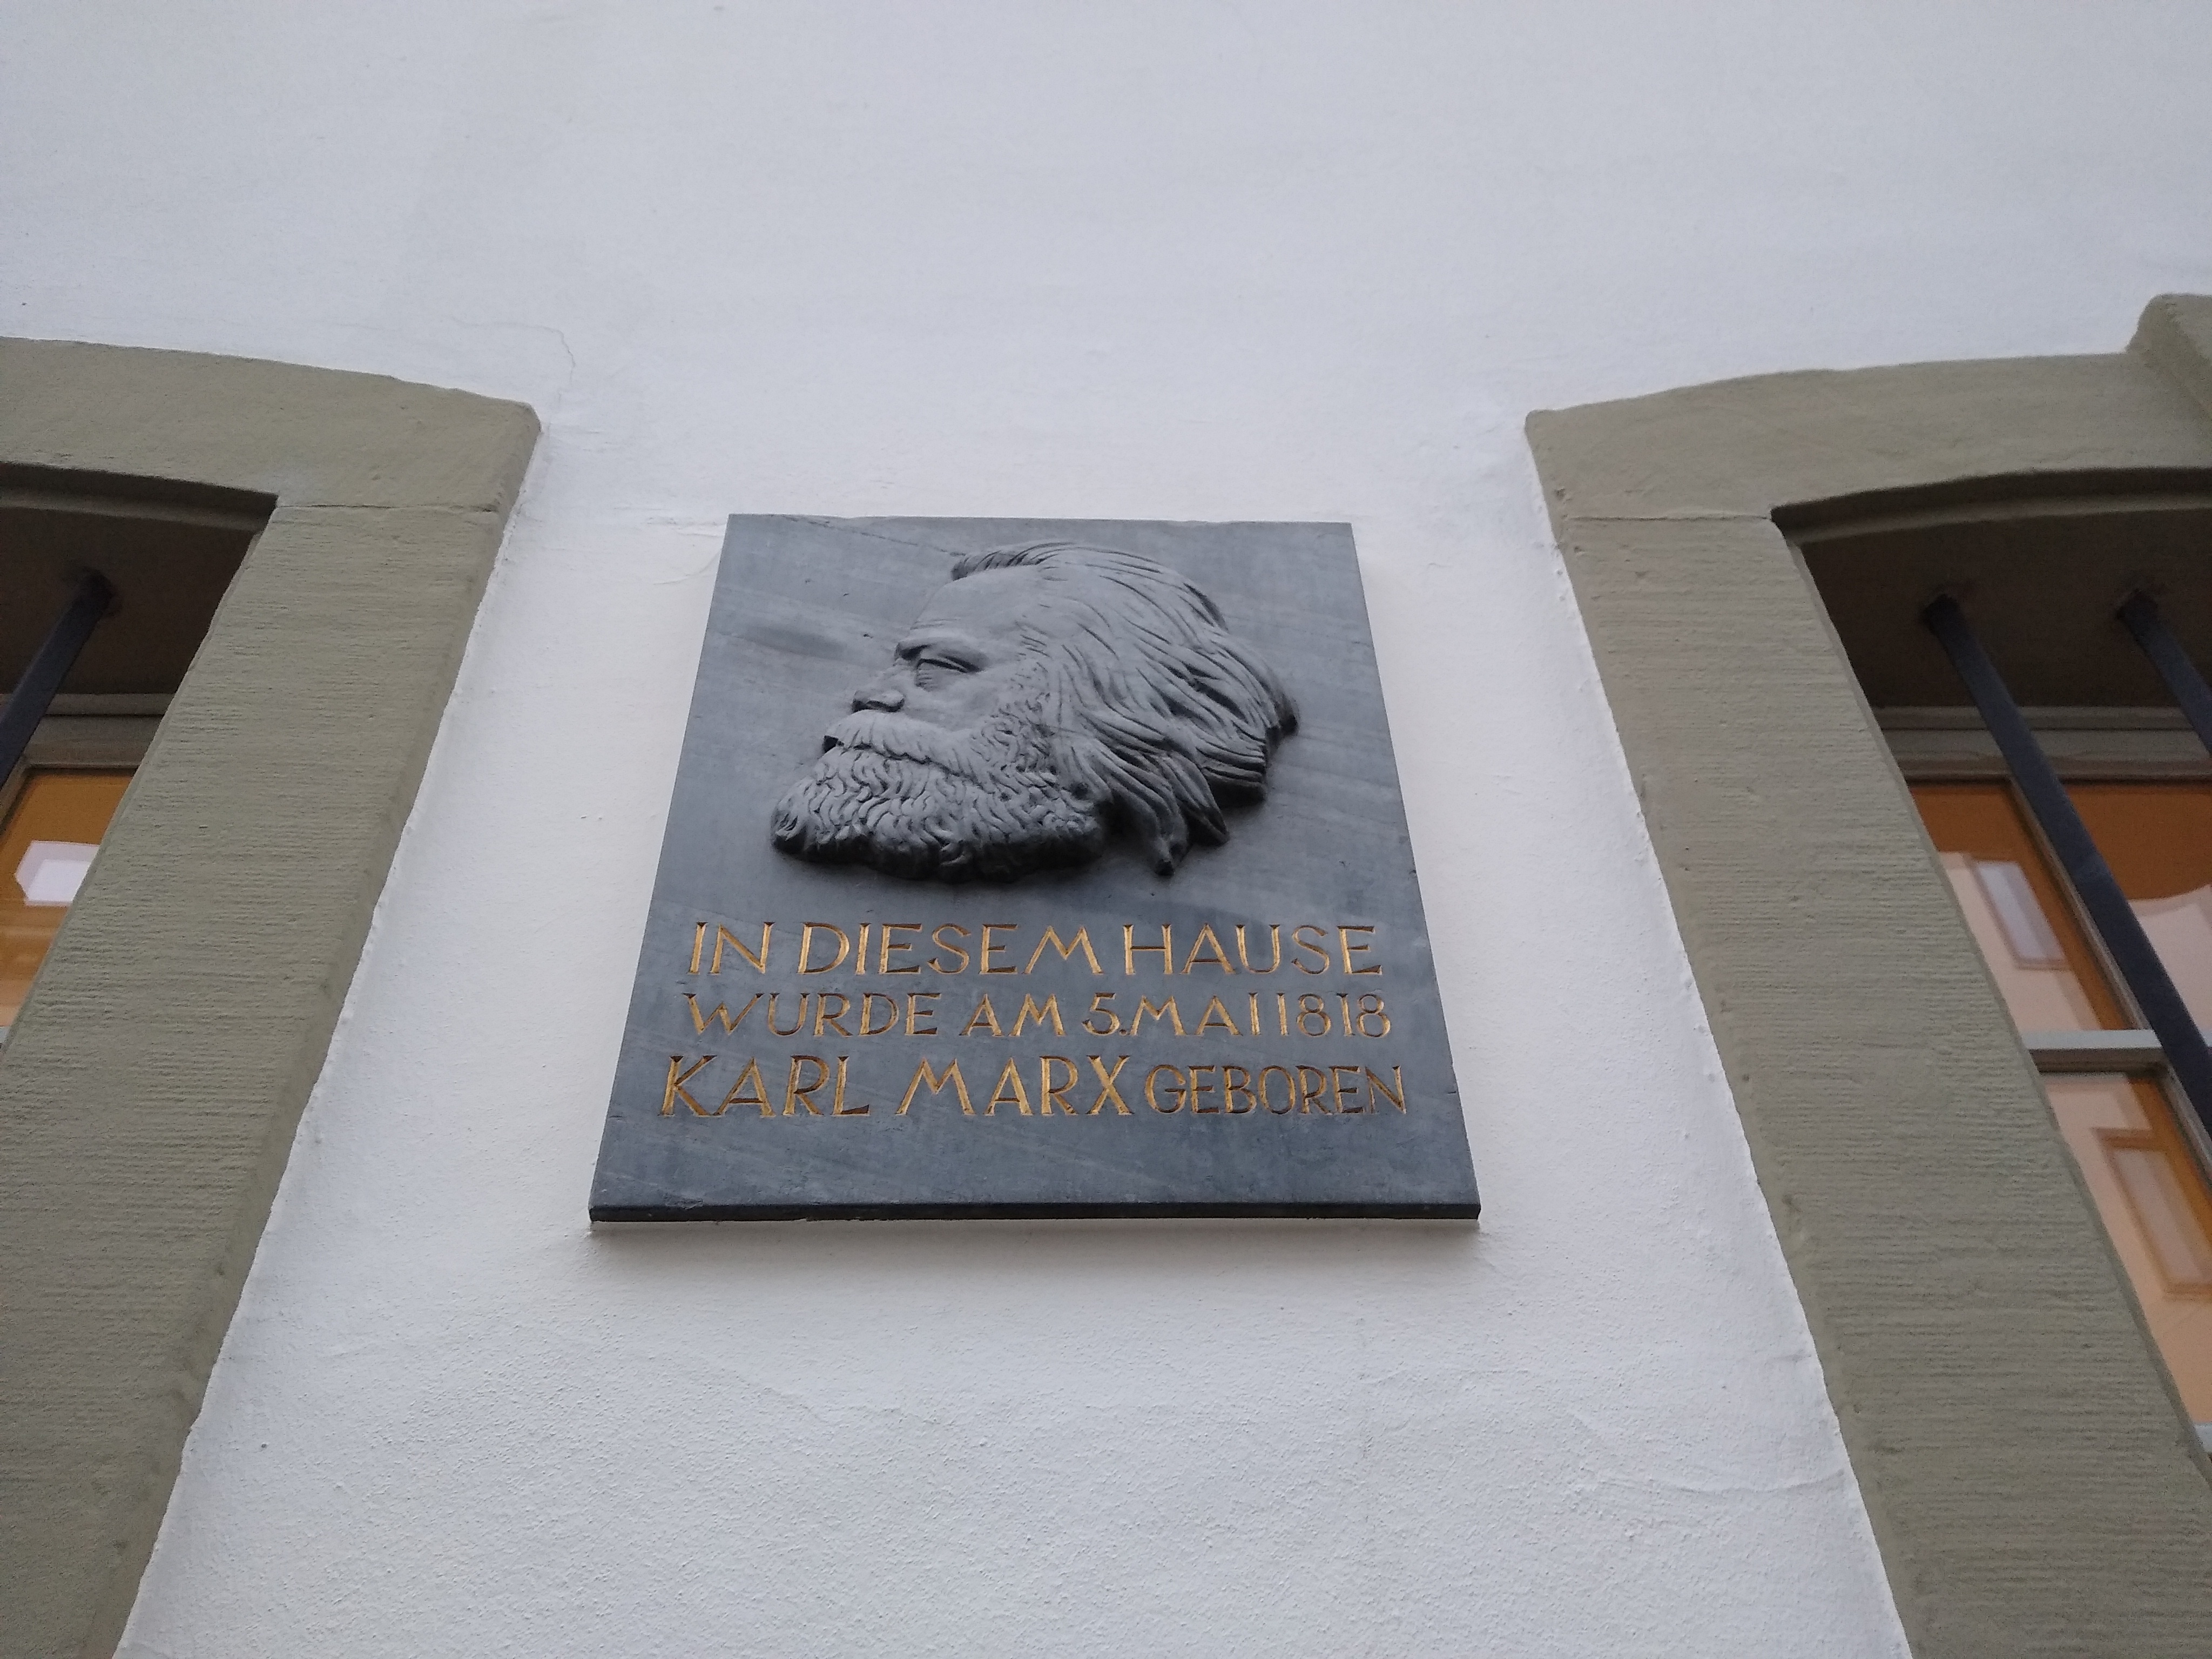 IN DIESEM HAUSE
WURDE AM 5. MAI 1818
KARL MARX GEBOREN